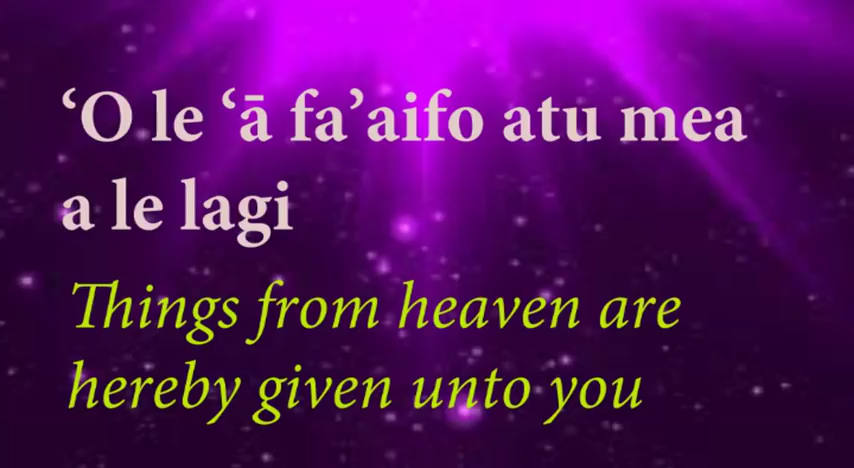 ‘O le ‘ā fa’aifo atu mea
a le lagi
Things from heaven are
hereby given unto you